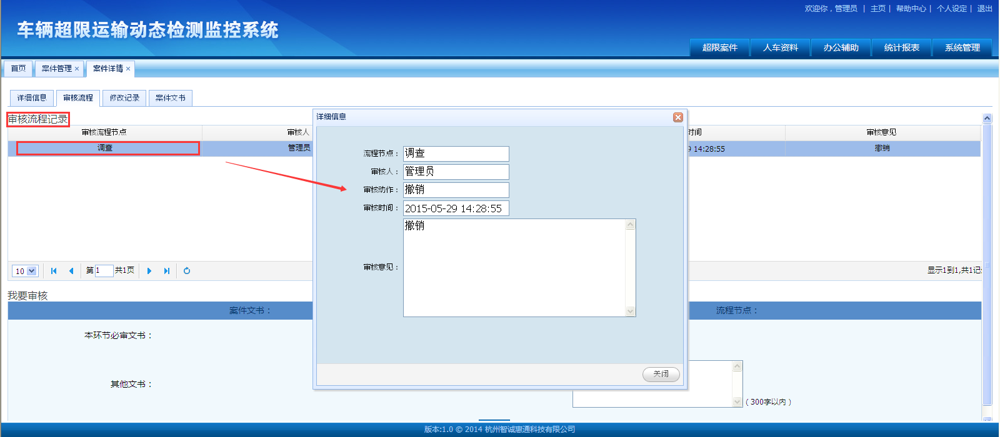 欢迎你，管理员 | 主页 | 帮助中心 | 个人设定 | 退出
车辆超限运输动态检测监控系统
超限案件 人车资料 办公辅助 统计报表 系统管理
首页 案件管理 × 案件详情 ×
详细信息 审核流程 修改记录 案件文书
审核流程记录
审核流程节点 审核人 时间 审核意见
调查 管理员 9 14:28:55 撤销
详细信息
流程节点： 调查
审核人： 管理员
审核动作： 撤销
审核时间： 2015-05-29 14:28:55
审核意见： 撤销
关闭
10 第 1 共1页 显示1到1,共1记
我要审核
案件文书： 流程节点：
本环节必审文书：
其他文书：
（300字以内）
版本:1.0 © 2014 杭州智诚惠通科技有限公司